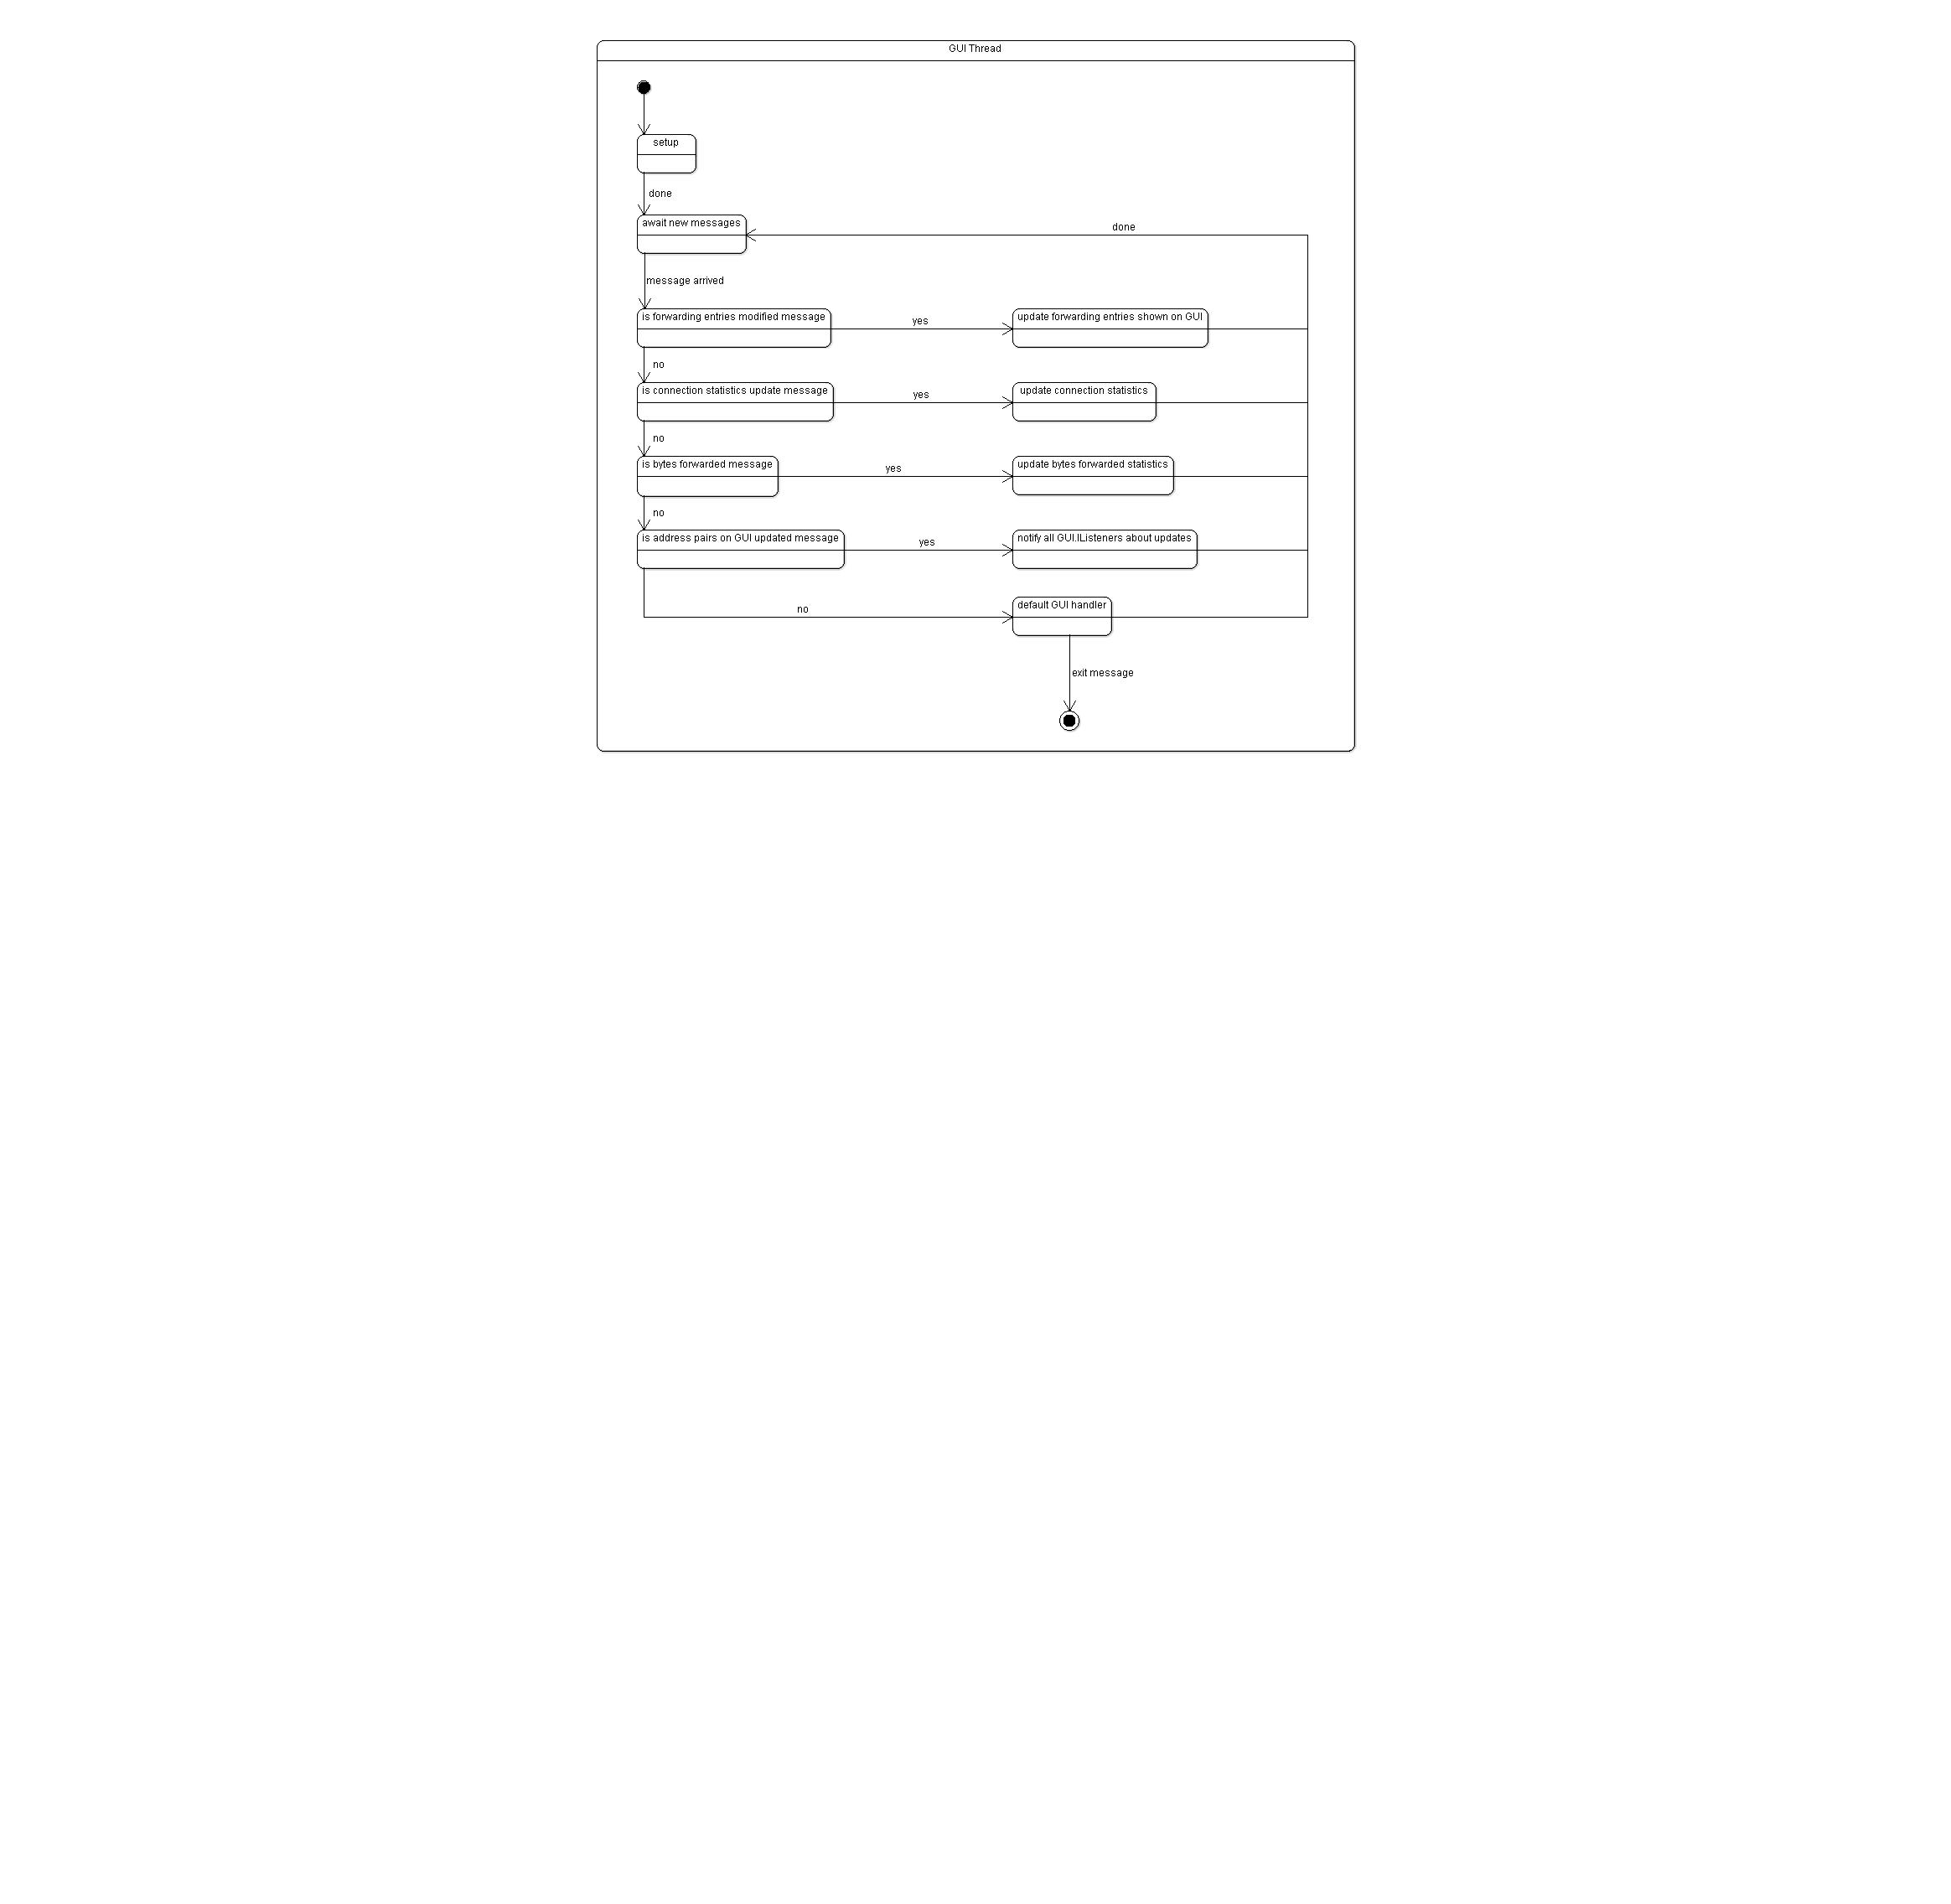 GUI Thread
setup
done
await new messages
done
message arrived
is forwarding entries modified message
yes
update forwarding entries shown on GUI
no
is connection statistics update message
yes
update connection statistics
no
is bytes forwarded message
yes
update bytes forwarded statistics
no
is address pairs on GUI updated message
yes
notify all GUI.IListeners about updates
no
default GUI handler
exit message